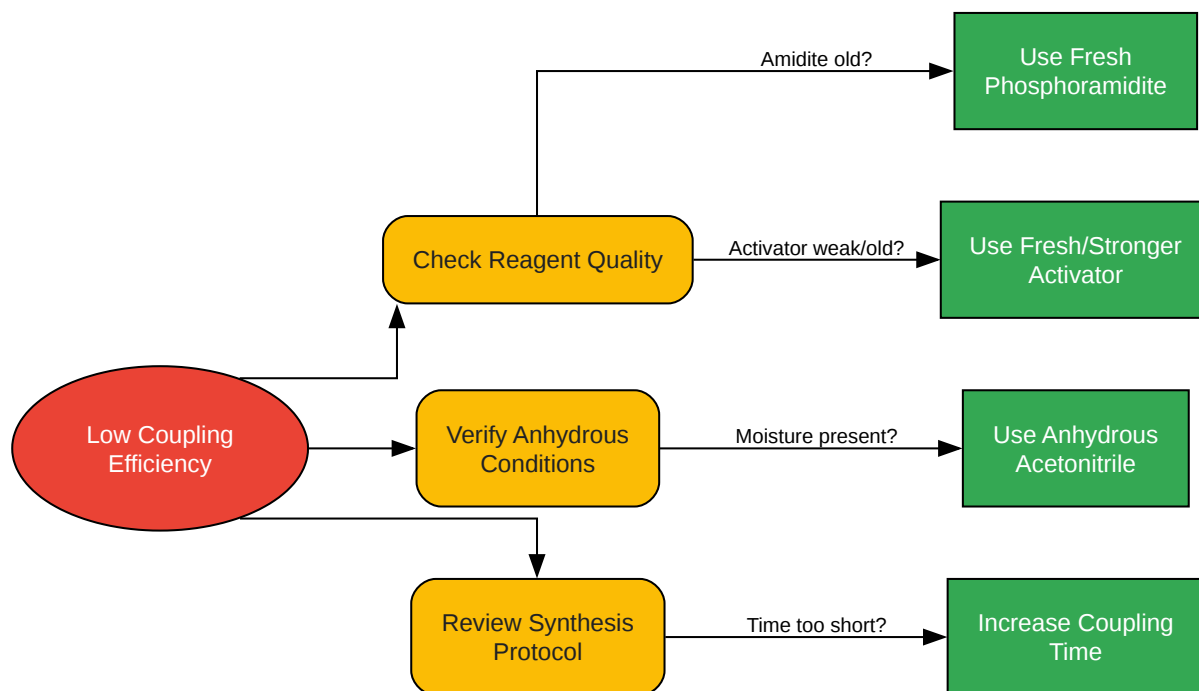 Amidite old?
Use Fresh
Phosphoramidite
Check Reagent Quality
Activator weak/old?
Use Fresh/Stronger
Activator
Low Coupling
Efficiency
Verify Anhydrous
Conditions
Moisture present?
Use Anhydrous
Acetonitrile
Review Synthesis
Protocol
Time too short?
Increase Coupling
Time